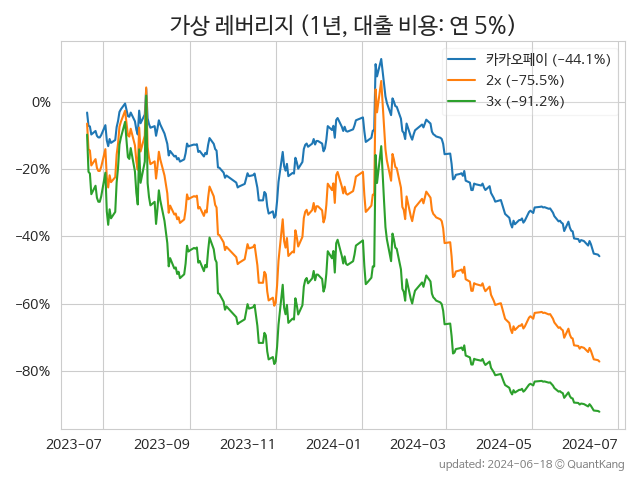 가상 레버리지 (1년, 대출 비용: 연 5%)
카카오페이 (−44.1%)
2x (−75.5%)
3x (−91.2%)
0%
−20%
−40%
−60%
−80%
2023−07 2023−09 2023−11 2024−01 2024−03 2024−05 2024−07
updated: 2024-06-18 © QuantKang